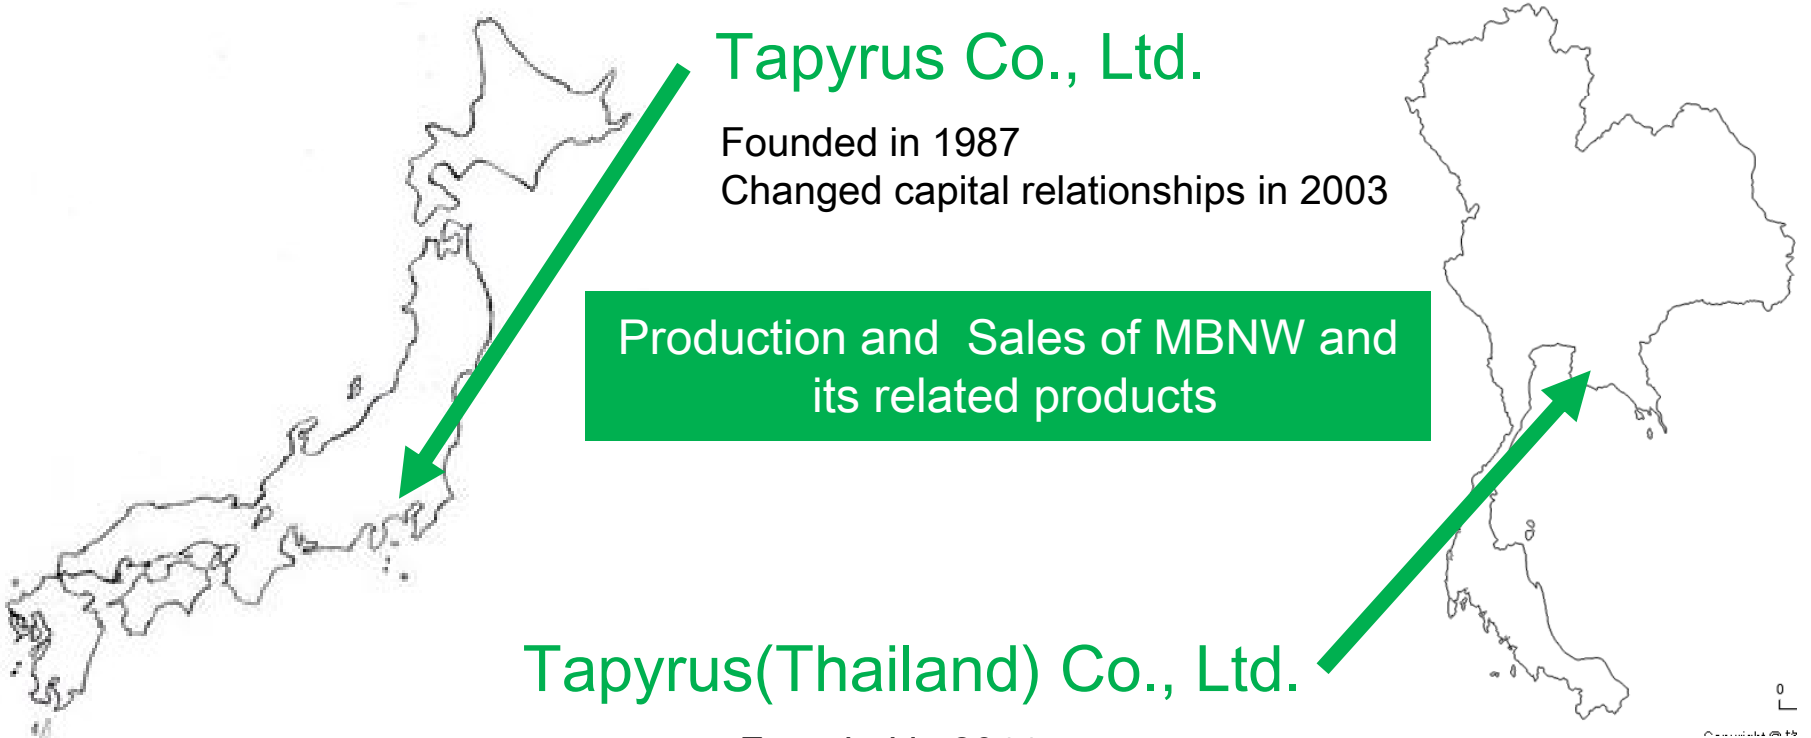 Tapyrus Co., Ltd.
Founded in 1987
Changed capital relationships in 2003
Production and  Sales of MBNW and
its related products
Tapyrus(Thailand) Co., Ltd.
0